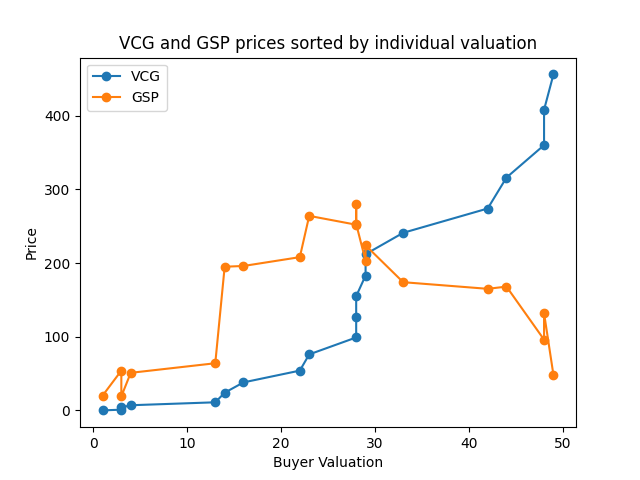 VCG and GSP prices sorted by individual valuation
VCG
GSP
400
300
200
100
0
Price
0 10 20 30 40 50
Buyer Valuation